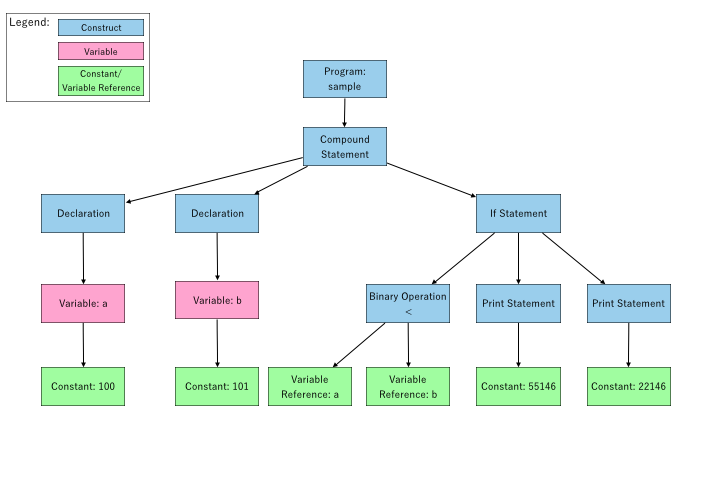 Legend:
Construct
Variable
Constant/
Variable Reference
Program:
sample
Compound
Statement
Declaration
Declaration
If Statement
Variable: a
Variable: b
Binary Operation
<
Print Statement
Print Statement
Constant: 100
Constant: 101
Variable
Reference: a
Variable
Reference: b
Constant: 55146
Constant: 22146